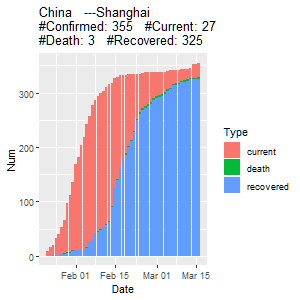 China   ---Shanghai
#Confirmed: 355   #Current: 27
#Death: 3   #Recovered: 325
Num
300
200
100
0
Feb 01   Feb 15   Mar 01   Mar 15
Date
Type
current
death
recovered